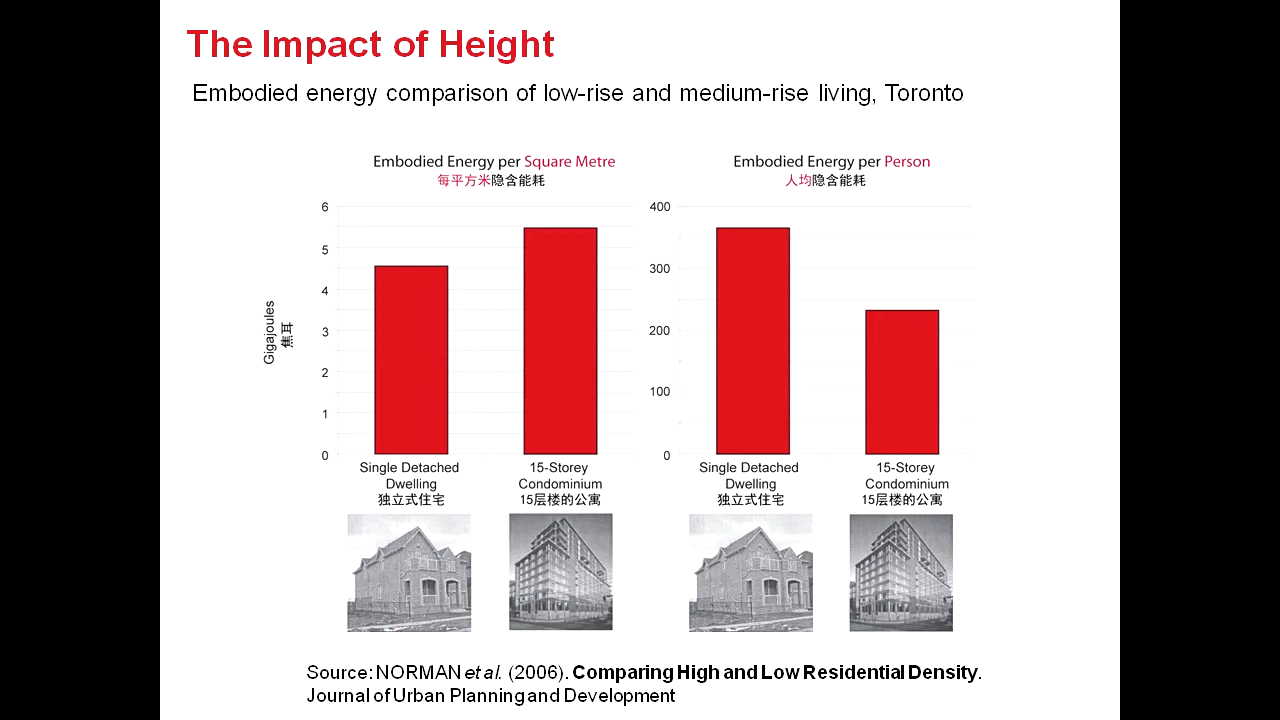 The Impact of Height
Embodied energy comparison of low-rise and medium-rise living, Toronto
Embodied Energy per Square Metre
每平方米隐含能耗
Embodied Energy per Person
人均隐含能耗
Gigajoules
焦耳
6
5
4
3
2
1
0
400
300
200
100
0
Single Detached
Dwelling
独立式住宅
15-Storey
Condominium
15层楼的公寓
Single Detached
Dwelling
独立式住宅
15-Storey
Condominium
15层楼的公寓
Source: NORMAN et al. (2006). Comparing High and Low Residential Density.
Journal of Urban Planning and Development